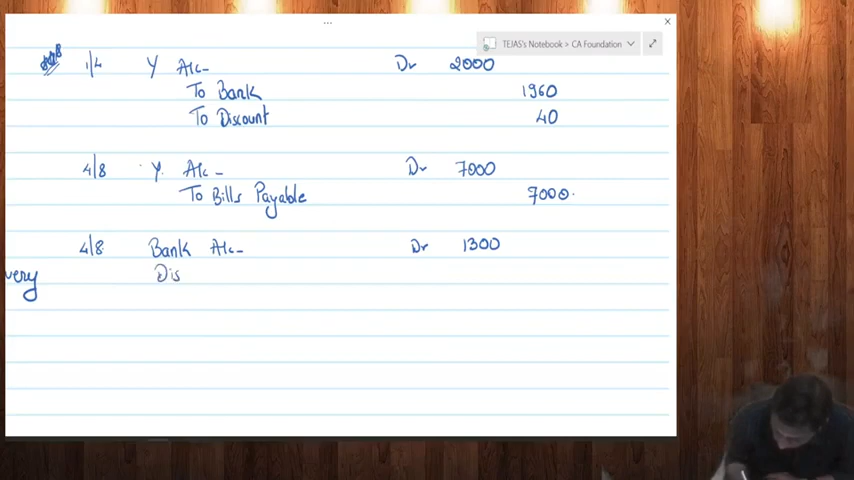 TEJAS's Notebook > CA Foundation
1/4 Y A/c- Dr 2000
To Bank 1960
To Discount 40
4/8 Y A/c- Dr 7000
To Bills Payable 7000
4/8 Bank A/c- Dr 1300
very Dis